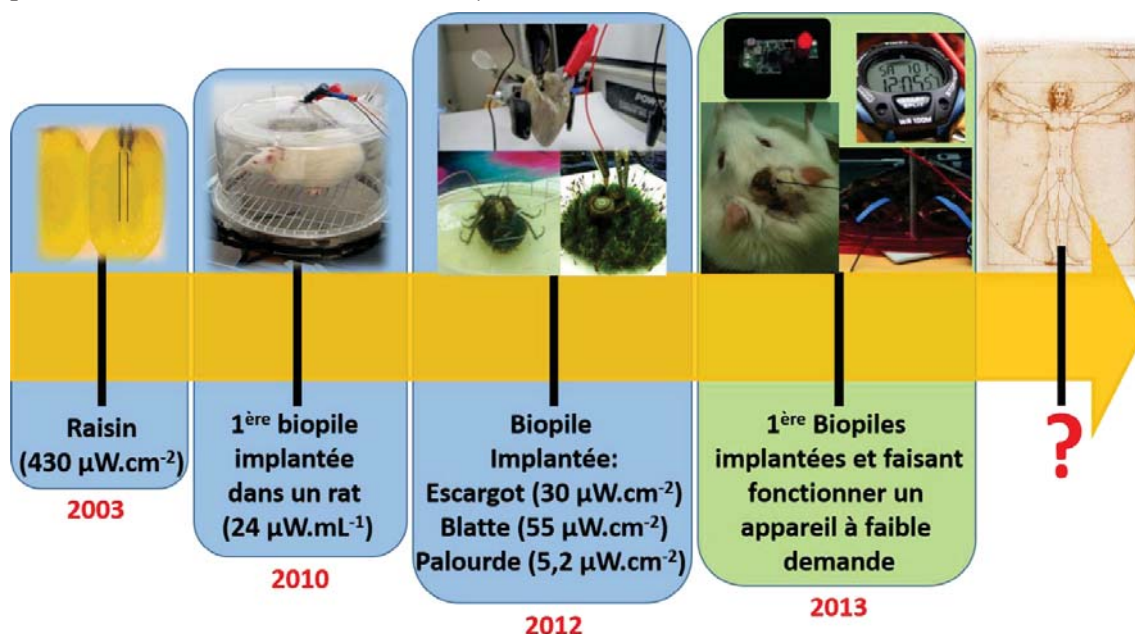 Raisin
(430 µW.cm-2)
2003
1ère biopile
implantée
dans un rat
(24 µW.mL-1)
2010
Biopile
Implantée:
Escargot (30 µW.cm-2)
Blatte (55 µW.cm-2)
Palourde (5,2 µW.cm-2)
2012
1ère Biopiles
implantées et faisant
fonctionner un
appareil à faible
demande
2013
?